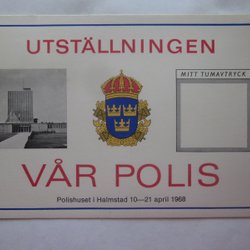 UTSTÄLLNINGEN
MITT TUMAVTRYCK
VÅR POLIS
Polishuset i Halmstad 10—21 april 1968